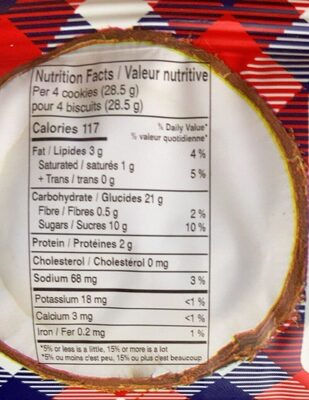 Nutrition Facts / Valeur nutritive
Per 4 cookies (28.5 g)
pour 4 biscuits (28.5 g)
Calories 117
% Daily Value*
% valeur quotidienne*
Fat / Lipides 3 g 4 %
Saturated / saturés 1 g
+ Trans / trans 0 g 5 %
Carbohydrate / Glucides 21 g
Fibre / Fibres 0.5 g 2 %
Sugars / Sucres 10 g 10 %
Protein / Protéines 2 g
Cholesterol / Cholestérol 0 mg
Sodium 68 mg 3 %
Potassium 18 mg <1 %
Calcium 3 mg <1 %
Iron / Fer 0.2 mg 1 %
*5% or less is a little, 15% or more is a lot
*5% ou moins c'est peu, 15% ou plus c'est beaucoup